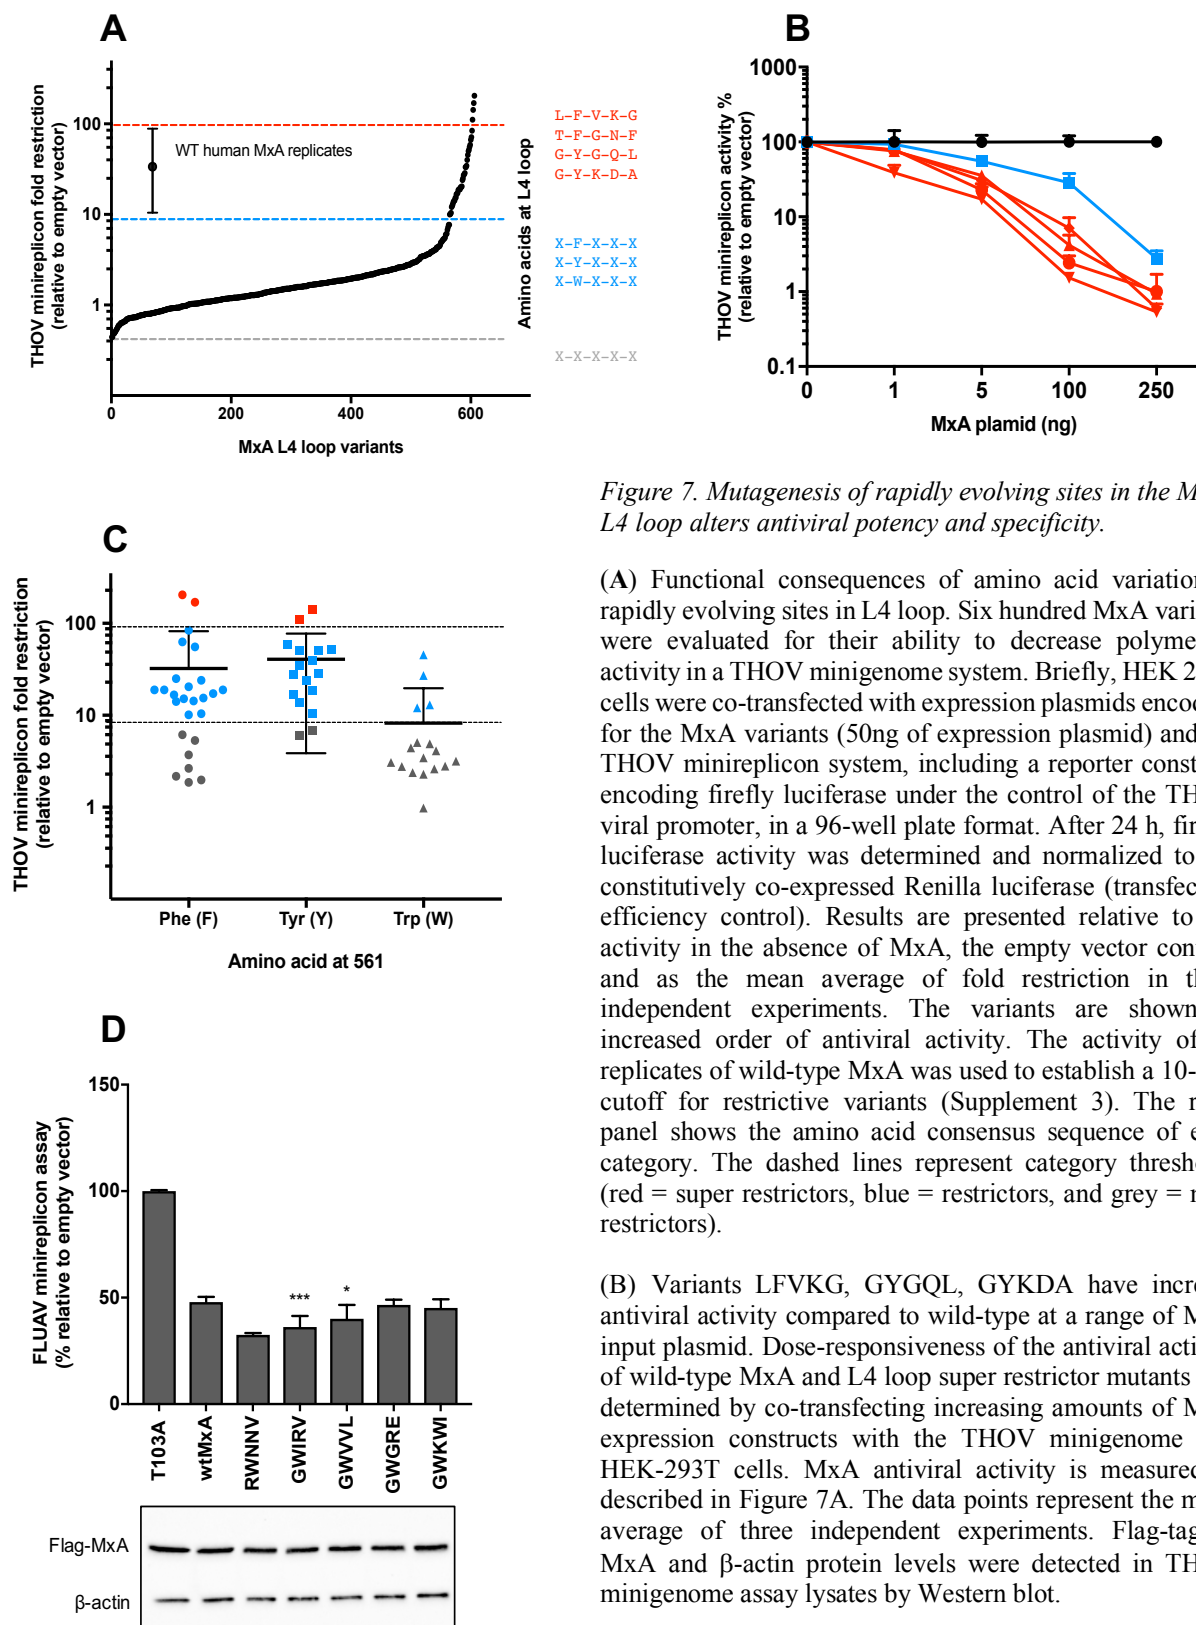 A
THOV minireplicon fold restriction
(relative to empty vector)
100
10
1
WT human MxA replicates
0
200
400
600
MxA L4 loop variants
Amino acids at L4 loop
L-F-V-K-G
T-F-G-N-F
G-Y-G-Q-L
G-Y-K-D-A
X-F-X-X-X
X-Y-X-X-X
X-W-X-X-X
X-X-X-X-X
B
THOV minireplicon activity %
(relative to empty vector)
1000
100
10
1
0.1
0
1
5
100
250
MxA plamid (ng)
C
THOV minireplicon fold restriction
(relative to empty vector)
100
10
1
Phe (F)
Tyr (Y)
Trp (W)
Amino acid at 561
D
FLUAV minireplicon assay
(% relative to empty vector)
150
100
50
0
***
*
T103A
wtMxA
RWNNV
GWIRV
GWVVL
GWGRE
GWKWI
Flag-MxA
β-actin
Figure 7. Mutagenesis of rapidly evolving sites in the M
L4 loop alters antiviral potency and specificity.
(A) Functional consequences of amino acid variation
rapidly evolving sites in L4 loop. Six hundred MxA vari
were evaluated for their ability to decrease polyme
activity in a THOV minigenome system. Briefly, HEK 2
cells were co-transfected with expression plasmids enco
for the MxA variants (50ng of expression plasmid) and
THOV minireplicon system, including a reporter const
encoding firefly luciferase under the control of the TH
viral promoter, in a 96-well plate format. After 24 h, fir
luciferase activity was determined and normalized to
constitutively co-expressed Renilla luciferase (transfec
efficiency control). Results are presented relative to
activity in the absence of MxA, the empty vector con
and as the mean average of fold restriction in th
independent experiments. The variants are shown
increased order of antiviral activity. The activity of
replicates of wild-type MxA was used to establish a 10-
cutoff for restrictive variants (Supplement 3). The r
panel shows the amino acid consensus sequence of e
category. The dashed lines represent category thresh
(red = super restrictors, blue = restrictors, and grey = n
restrictors).
(B) Variants LFVKG, GYGQL, GYKDA have incre
antiviral activity compared to wild-type at a range of M
input plasmid. Dose-responsiveness of the antiviral acti
of wild-type MxA and L4 loop super restrictor mutants
determined by co-transfecting increasing amounts of M
expression constructs with the THOV minigenome
HEK-293T cells. MxA antiviral activity is measured
described in Figure 7A. The data points represent the m
average of three independent experiments. Flag-tag
MxA and β-actin protein levels were detected in TH
minigenome assay lysates by Western blot.